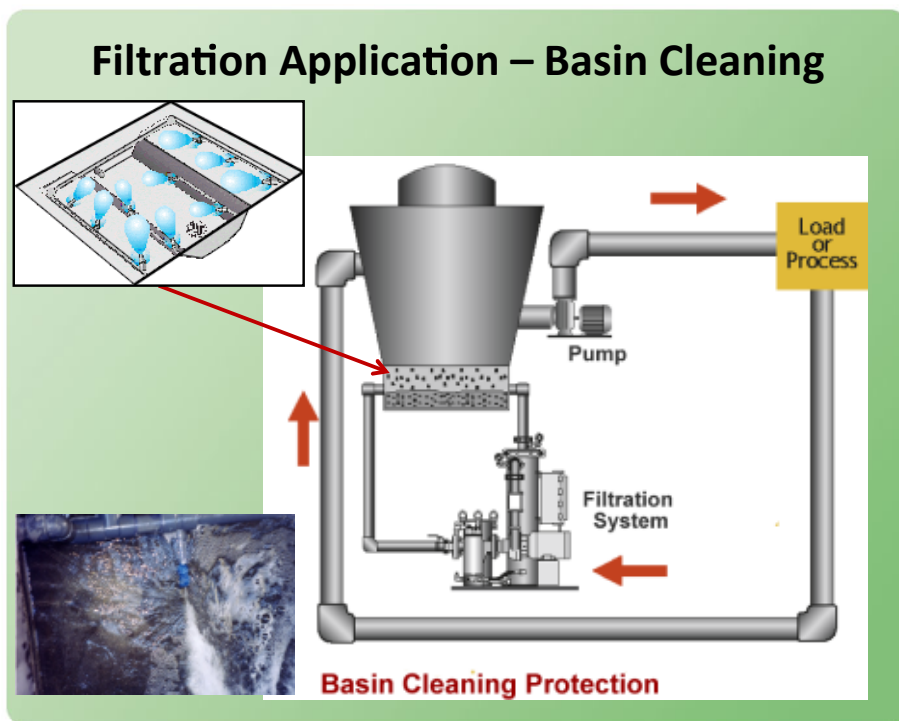 Filtration Application – Basin Cleaning
Load
or
Process
Pump
Filtration
System
Basin Cleaning Protection